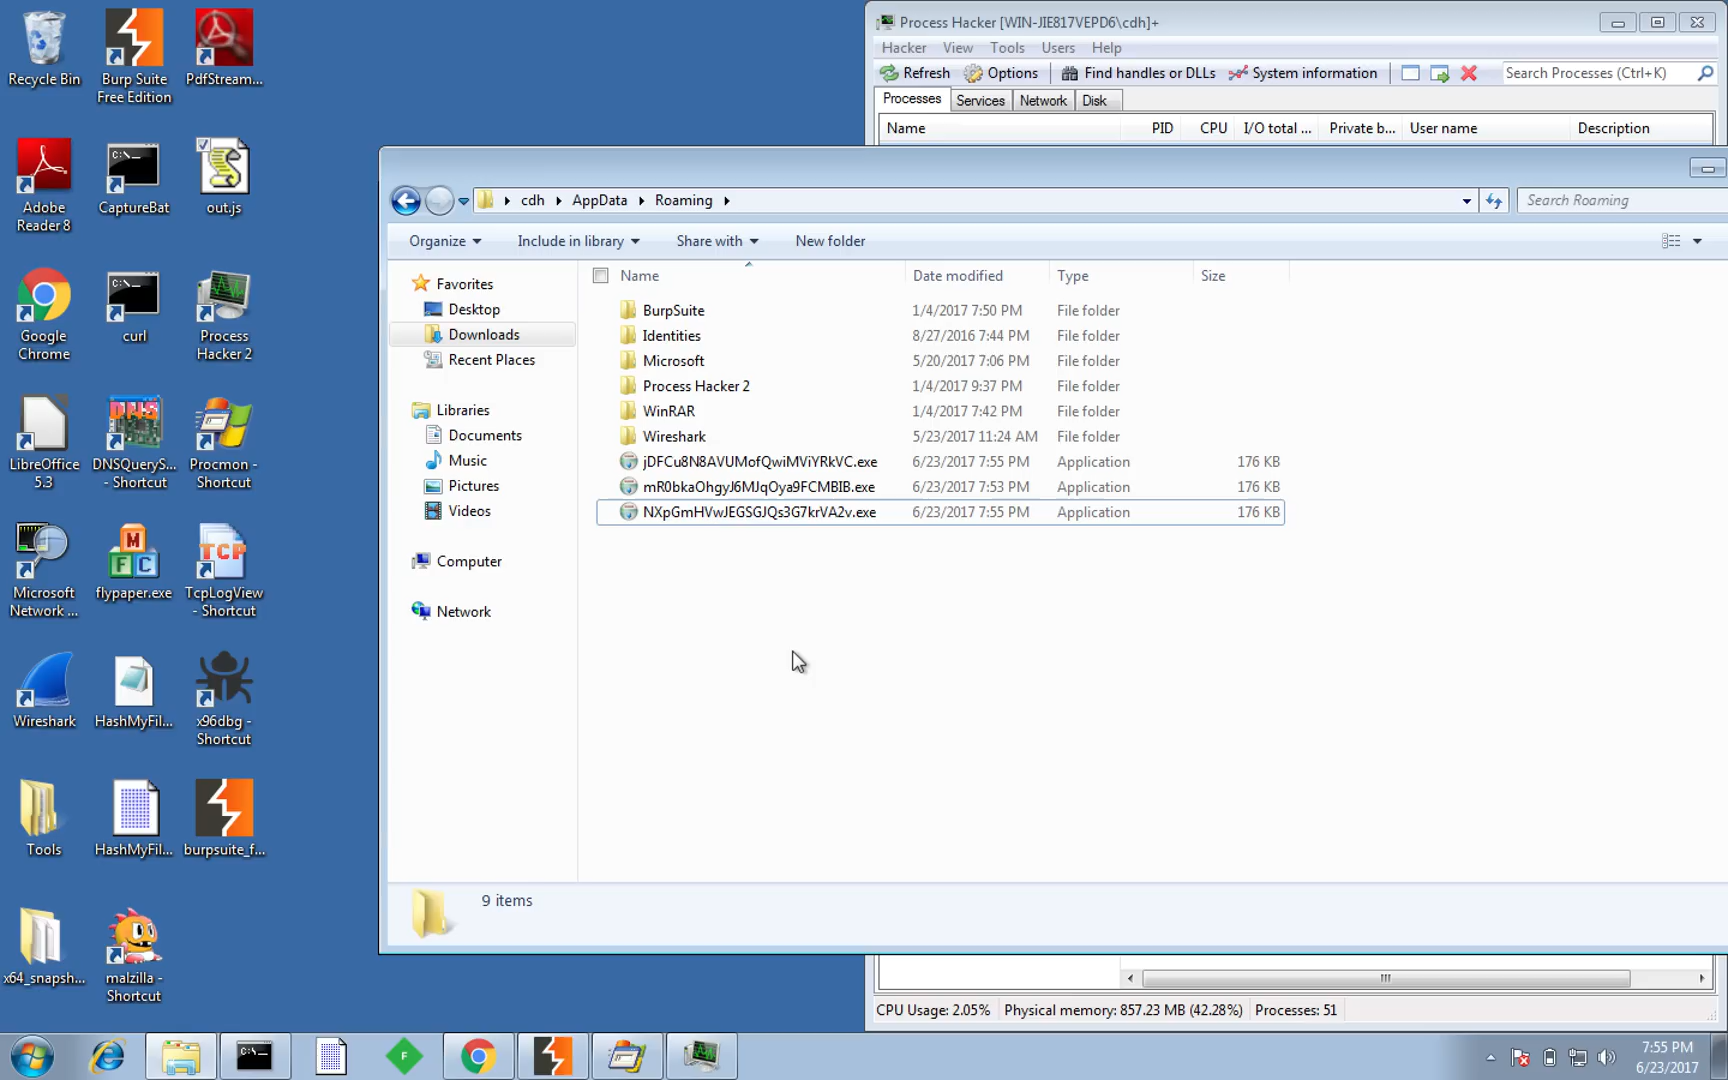 Recycle Bin
Burp Suite
Free Edition
PdfStream...
Adobe
Reader 8
CaptureBat
out.js
Google
Chrome
curl
Process
Hacker 2
LibreOffice
5.3
DNSQueryS...
- Shortcut
Procmon -
Shortcut
Microsoft
Network ...
flypaper.exe
TcpLogView
- Shortcut
Wireshark
HashMyFil...
x96dbg -
Shortcut
Tools
HashMyFil...
burpsuite_f...
x64_snapsh...
malzilla -
Shortcut
Process Hacker [WIN-JIE817VEPD6\cdh]+
Hacker View Tools Users Help
Refresh Options Find handles or DLLs System information Search Processes (Ctrl+K)
Processes Services Network Disk
Name PID CPU I/O total ... Private b... User name Description
cdh AppData Roaming Search Roaming
Organize Include in library Share with New folder
Favorites
Desktop
Downloads
Recent Places
Libraries
Documents
Music
Pictures
Videos
Computer
Network
Name Date modified Type Size
BurpSuite 1/4/2017 7:50 PM File folder
Identities 8/27/2016 7:44 PM File folder
Microsoft 5/20/2017 7:06 PM File folder
Process Hacker 2 1/4/2017 9:37 PM File folder
WinRAR 1/4/2017 7:42 PM File folder
Wireshark 5/23/2017 11:24 AM File folder
jDFCu8N8AVUMofQwiMViYRkVC.exe 6/23/2017 7:55 PM Application 176 KB
mR0bkaOhgyJ6MJqOya9FCMBIB.exe 6/23/2017 7:53 PM Application 176 KB
NXpGmHVwJEGSGJQs3G7krVA2v.exe 6/23/2017 7:55 PM Application 176 KB
9 items
CPU Usage: 2.05% Physical memory: 857.23 MB (42.28%) Processes: 51
7:55 PM
6/23/2017